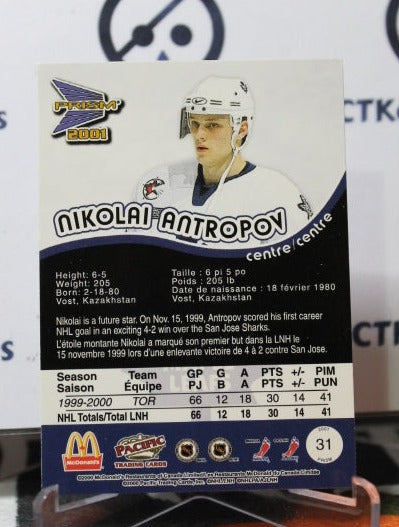 CTK
PRISM
2001
NIKOLAI ANTROPOV
centre/centre
Height: 6-5
Weight: 205
Born: 2-18-80
Vost, Kazakhstan
Taille : 6 pi 5 po
Poids : 205 lb
Date de naissance : 18 février 1980
Vost, Kazakhstan
Nikolai is a future star. On Nov. 15, 1999, Antropov scored his first career
NHL goal in an exciting 4-2 win over the San Jose Sharks.
L'étoile montante Nikolai a marqué son premier but dans la LNH le
15 novembre 1999 lors d'une enlevante victoire de 4 à 2 contre San Jose.
Season Team GP G A PTS +/- PIM
Saison Équipe PJ B A PTS +/- PUN
1999-2000 TOR 66 12 18 30 14 41
NHL Totals/Total LNH 66 12 18 30 14 41
McDonald's
PACIFIC
TRADING CARDS
2001
31
PRISM